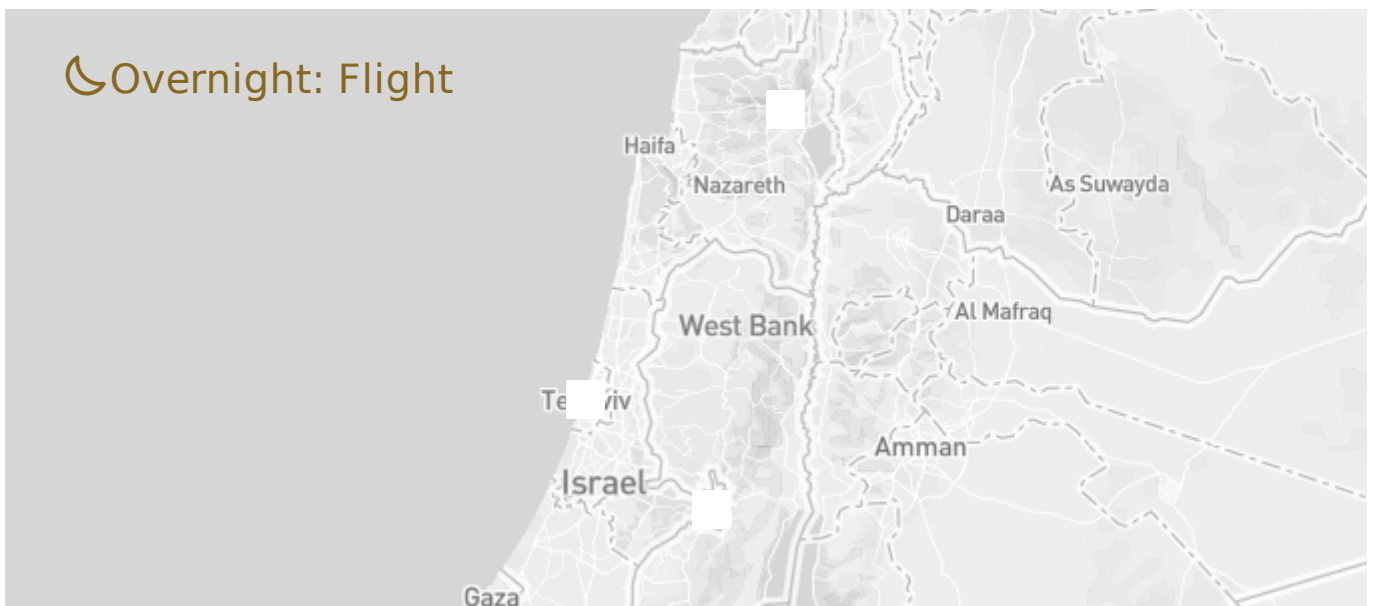 Overnight: Flight
Haifa
Nazareth
As Suwayda
Daraa
Al Mafraq
West Bank
Amman
Israel
Gaza